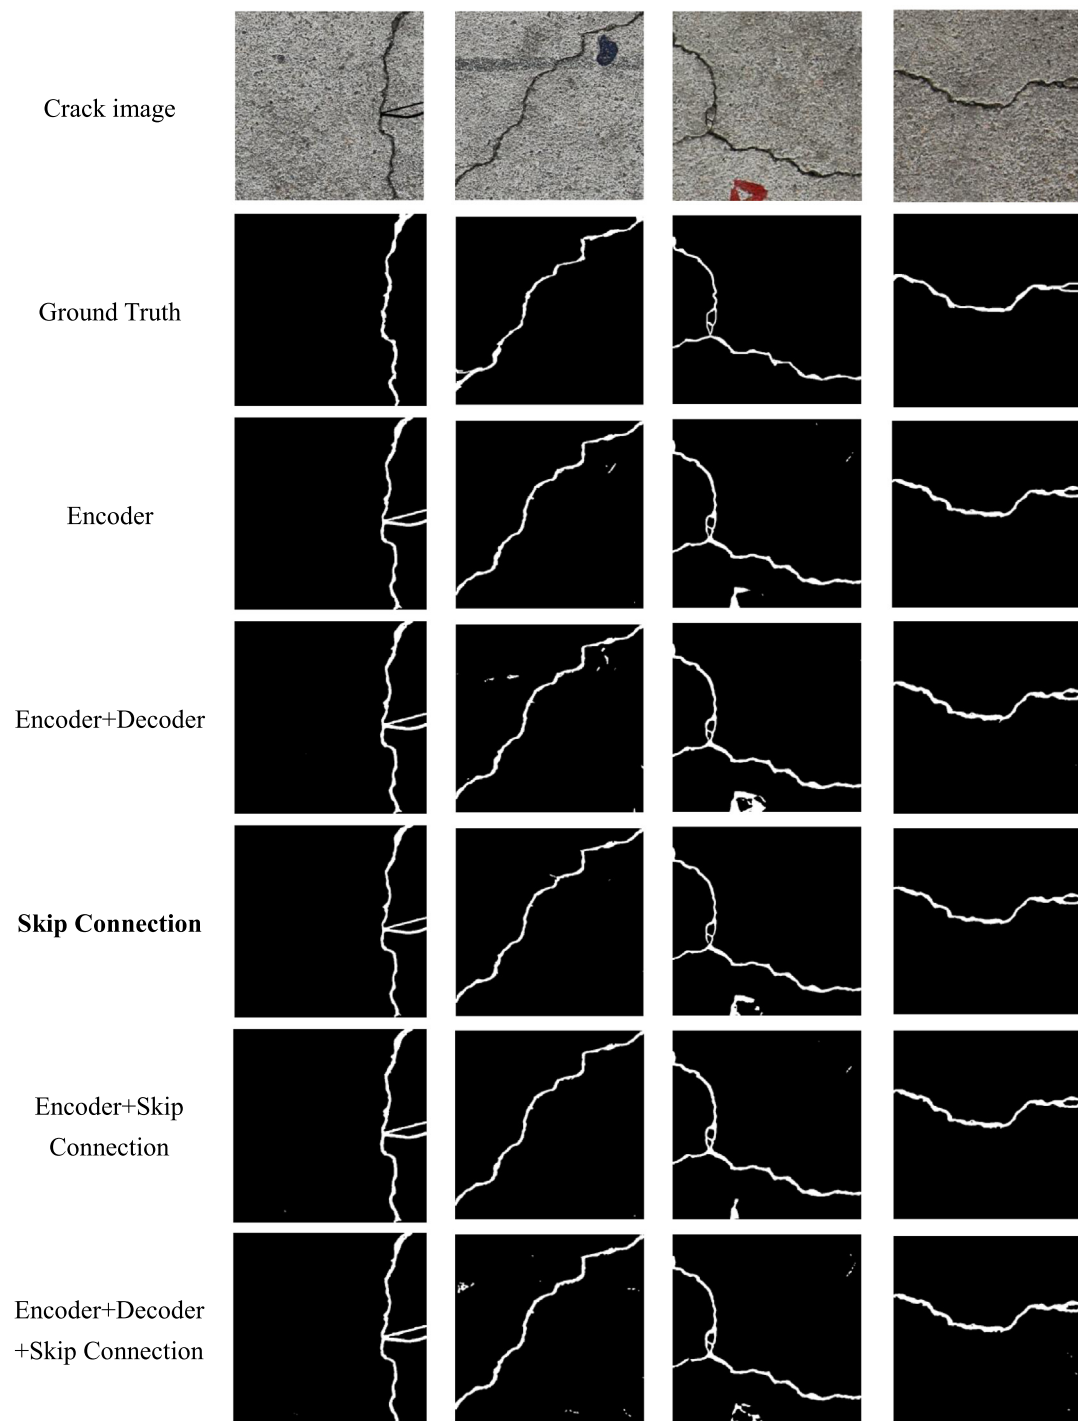 Crack image
Ground Truth
Encoder
Encoder+Decoder
Skip Connection
Encoder+Skip
Connection
Encoder+Decoder
+Skip Connection